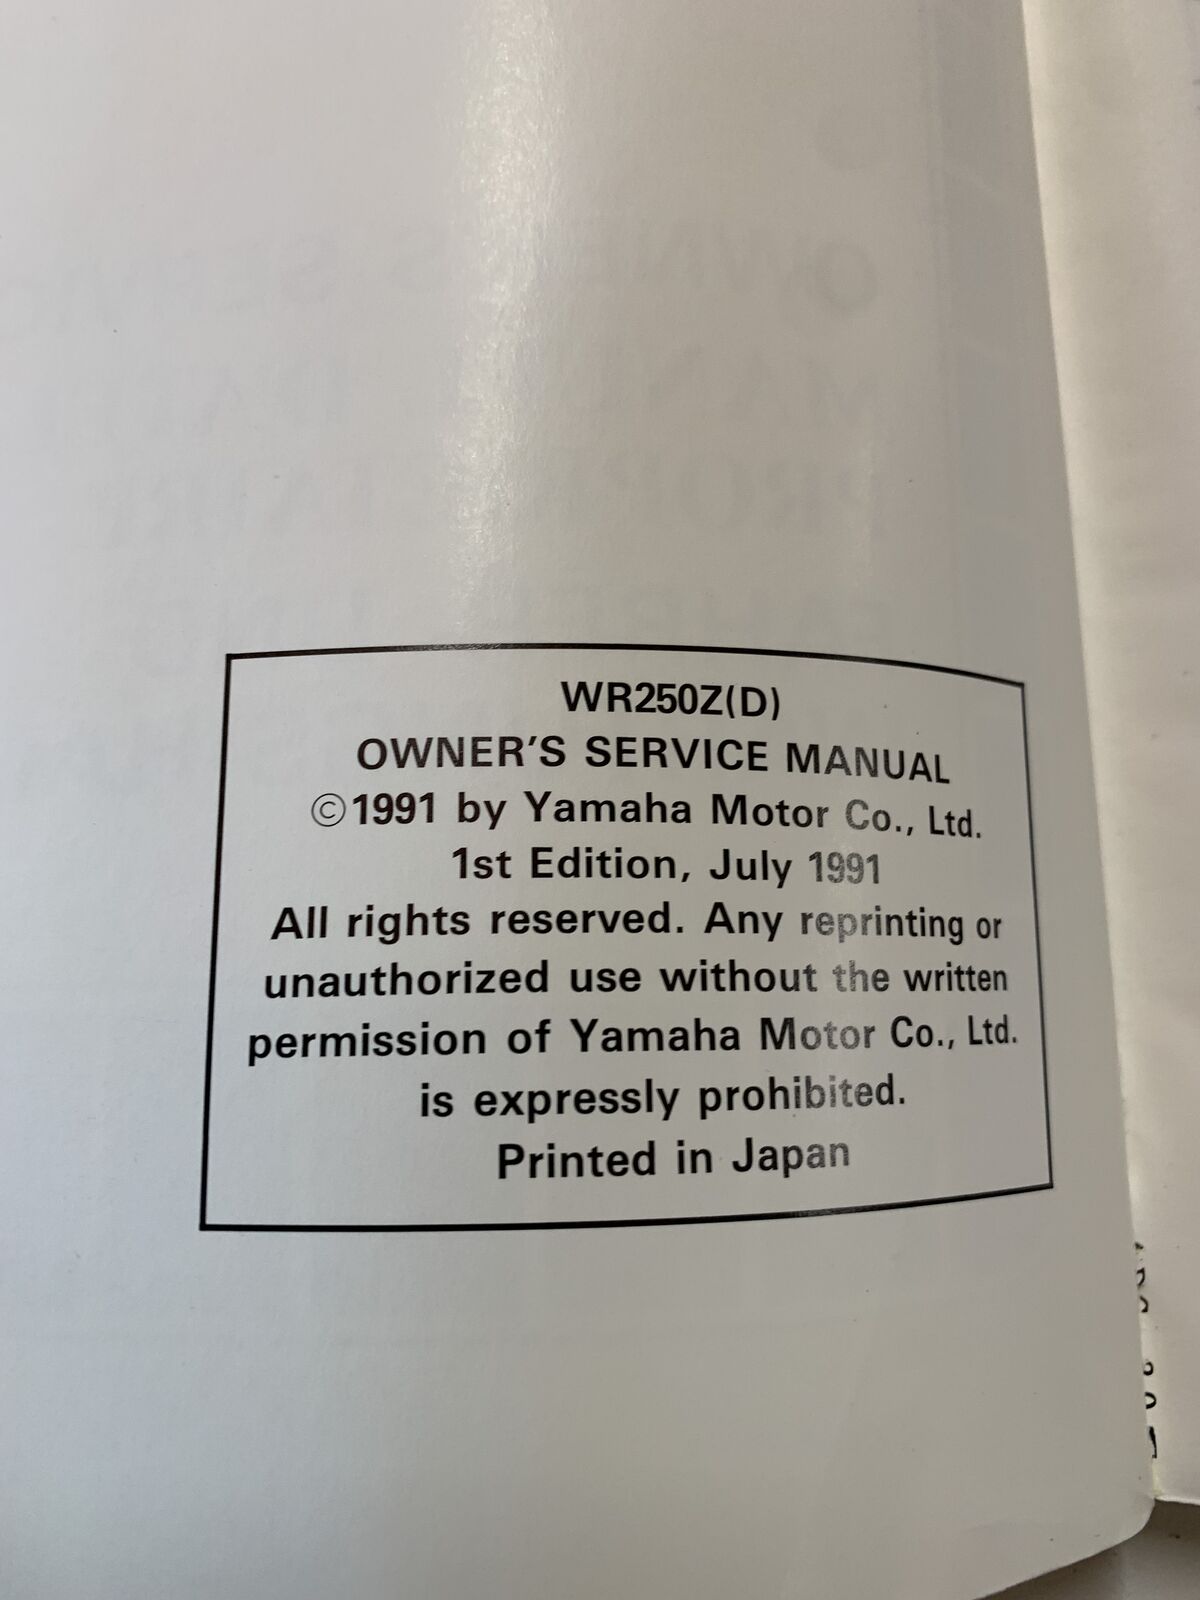 WR250Z(D)
OWNER'S SERVICE MANUAL
©1991 by Yamaha Motor Co., Ltd.
1st Edition, July 1991
All rights reserved. Any reprinting or
unauthorized use without the written
permission of Yamaha Motor Co., Ltd.
is expressly prohibited.
Printed in Japan